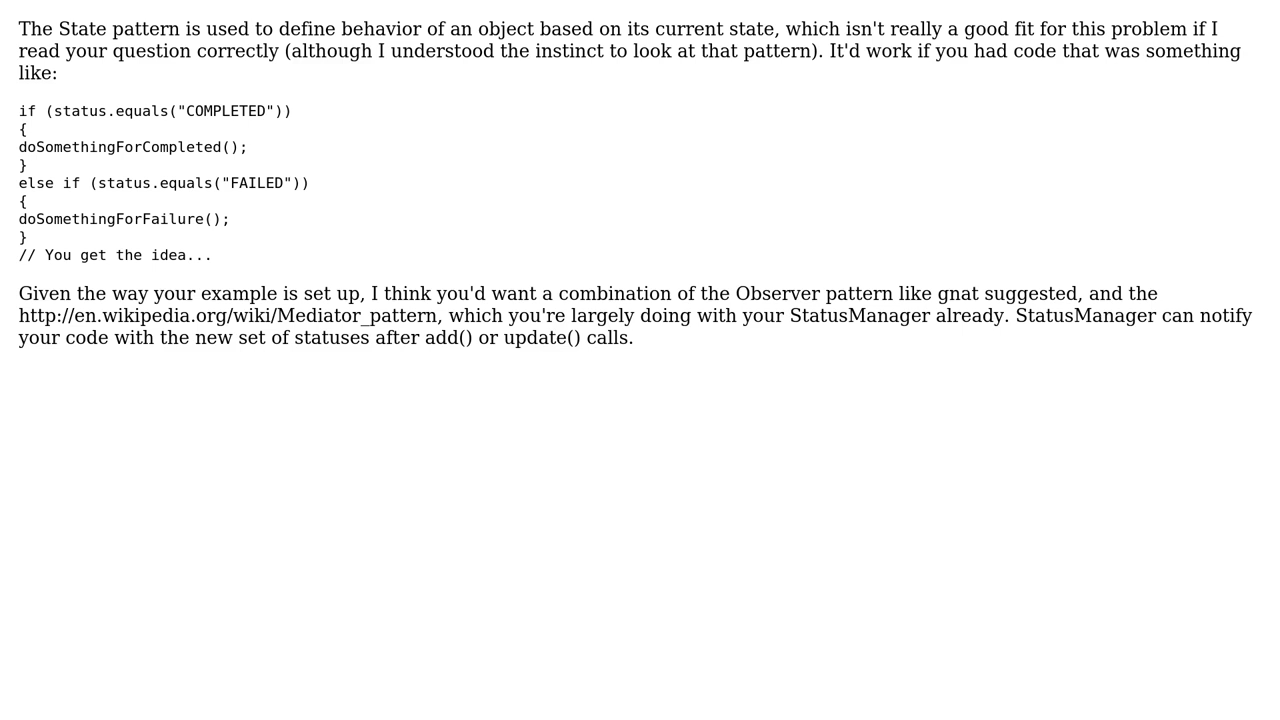 The State pattern is used to define behavior of an object based on its current state, which isn't really a good fit for this problem if I
read your question correctly (although I understood the instinct to look at that pattern). It'd work if you had code that was something
like:
if (status.equals("COMPLETED"))
{
doSomethingForCompleted();
}
else if (status.equals("FAILED"))
{
doSomethingForFailure();
}
// You get the idea...
Given the way your example is set up, I think you'd want a combination of the Observer pattern like gnat suggested, and the
http://en.wikipedia.org/wiki/Mediator_pattern, which you're largely doing with your StatusManager already. StatusManager can notify
your code with the new set of statuses after add() or update() calls.